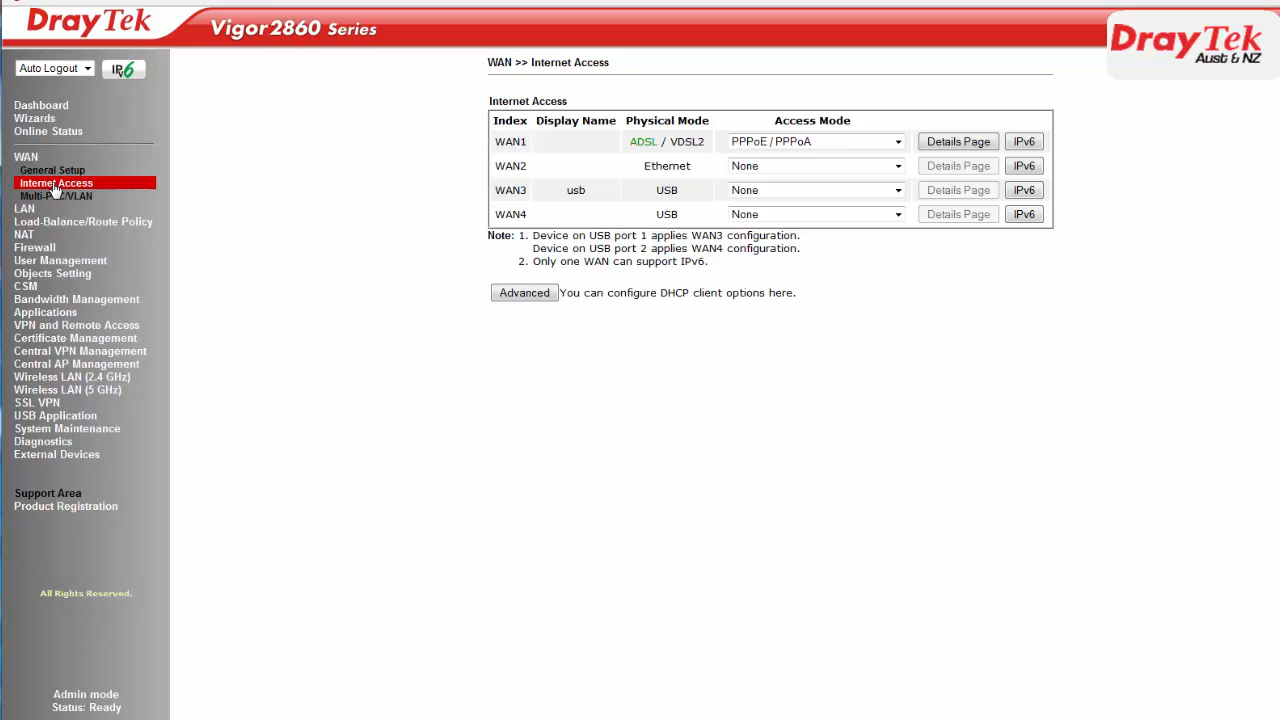 DrayTek Vigor2860 Series
DrayTek
Aust & NZ
Auto Logout IPv6
Dashboard
Wizards
Online Status
WAN
General Setup
Internet Access
Multi-PVC/VLAN
LAN
Load-Balance/Route Policy
NAT
Firewall
User Management
Objects Setting
CSM
Bandwidth Management
Applications
VPN and Remote Access
Certificate Management
Central VPN Management
Central AP Management
Wireless LAN (2.4 GHz)
Wireless LAN (5 GHz)
SSL VPN
USB Application
System Maintenance
Diagnostics
External Devices
Support Area
Product Registration
All Rights Reserved.
Admin mode
Status: Ready
WAN >> Internet Access
Internet Access
Index Display Name Physical Mode Access Mode
WAN1 ADSL / VDSL2 PPPoE / PPPoA Details Page IPv6
WAN2 Ethernet None Details Page IPv6
WAN3 usb USB None Details Page IPv6
WAN4 USB None Details Page IPv6
Note: 1. Device on USB port 1 applies WAN3 configuration.
Device on USB port 2 applies WAN4 configuration.
2. Only one WAN can support IPv6.
Advanced You can configure DHCP client options here.